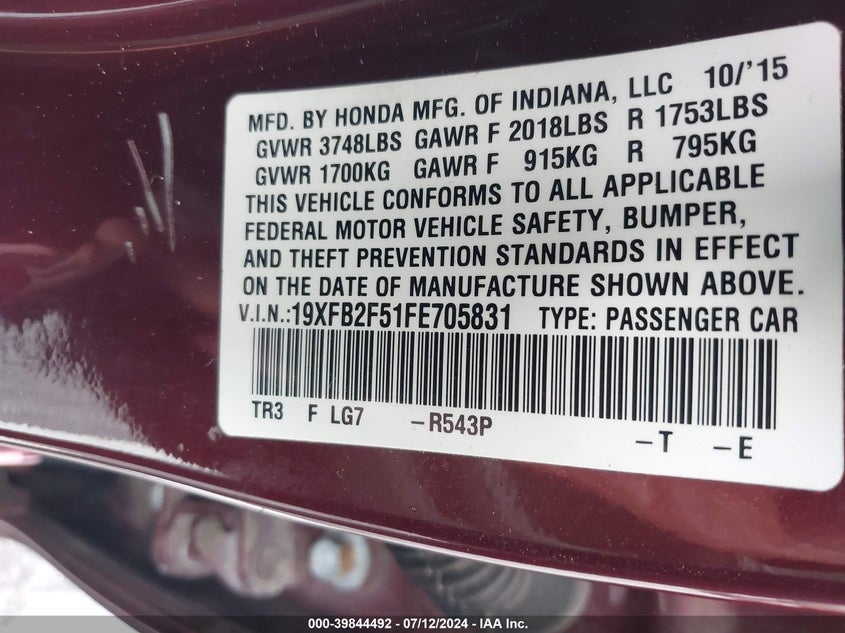 MFD. BY HONDA MFG. OF INDIANA, LLC 10/'15
GVWR 3748LBS GAWR F 2018LBS R 1753LBS
GVWR 1700KG GAWR F 915KG R 795KG
THIS VEHICLE CONFORMS TO ALL APPLICABLE
FEDERAL MOTOR VEHICLE SAFETY, BUMPER,
AND THEFT PREVENTION STANDARDS IN EFFECT
ON THE DATE OF MANUFACTURE SHOWN ABOVE.
V.I.N.:19XFB2F51FE705831 TYPE: PASSENGER CAR
TR3 F LG7 -R543P -T -E
000-39844492 - 07/12/2024 - IAA Inc.